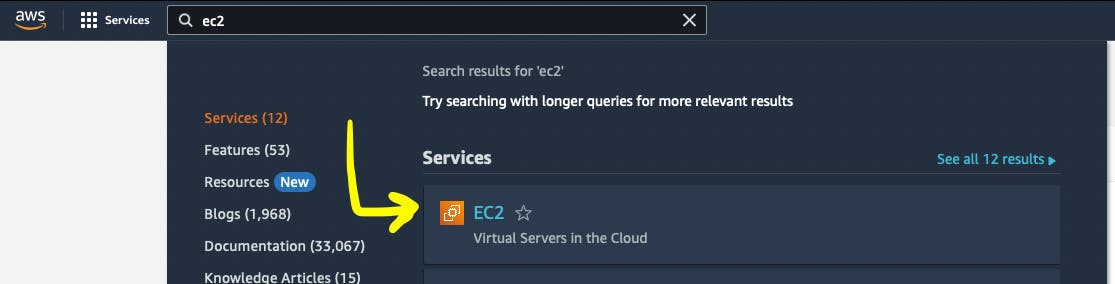 aws
Services
ec2
Search results for 'ec2'
Try searching with longer queries for more relevant results
Services (12)
Features (53)
Resources New
Blogs (1,968)
Documentation (33,067)
Knowledge Articles (15)
Services
See all 12 results
EC2
Virtual Servers in the Cloud